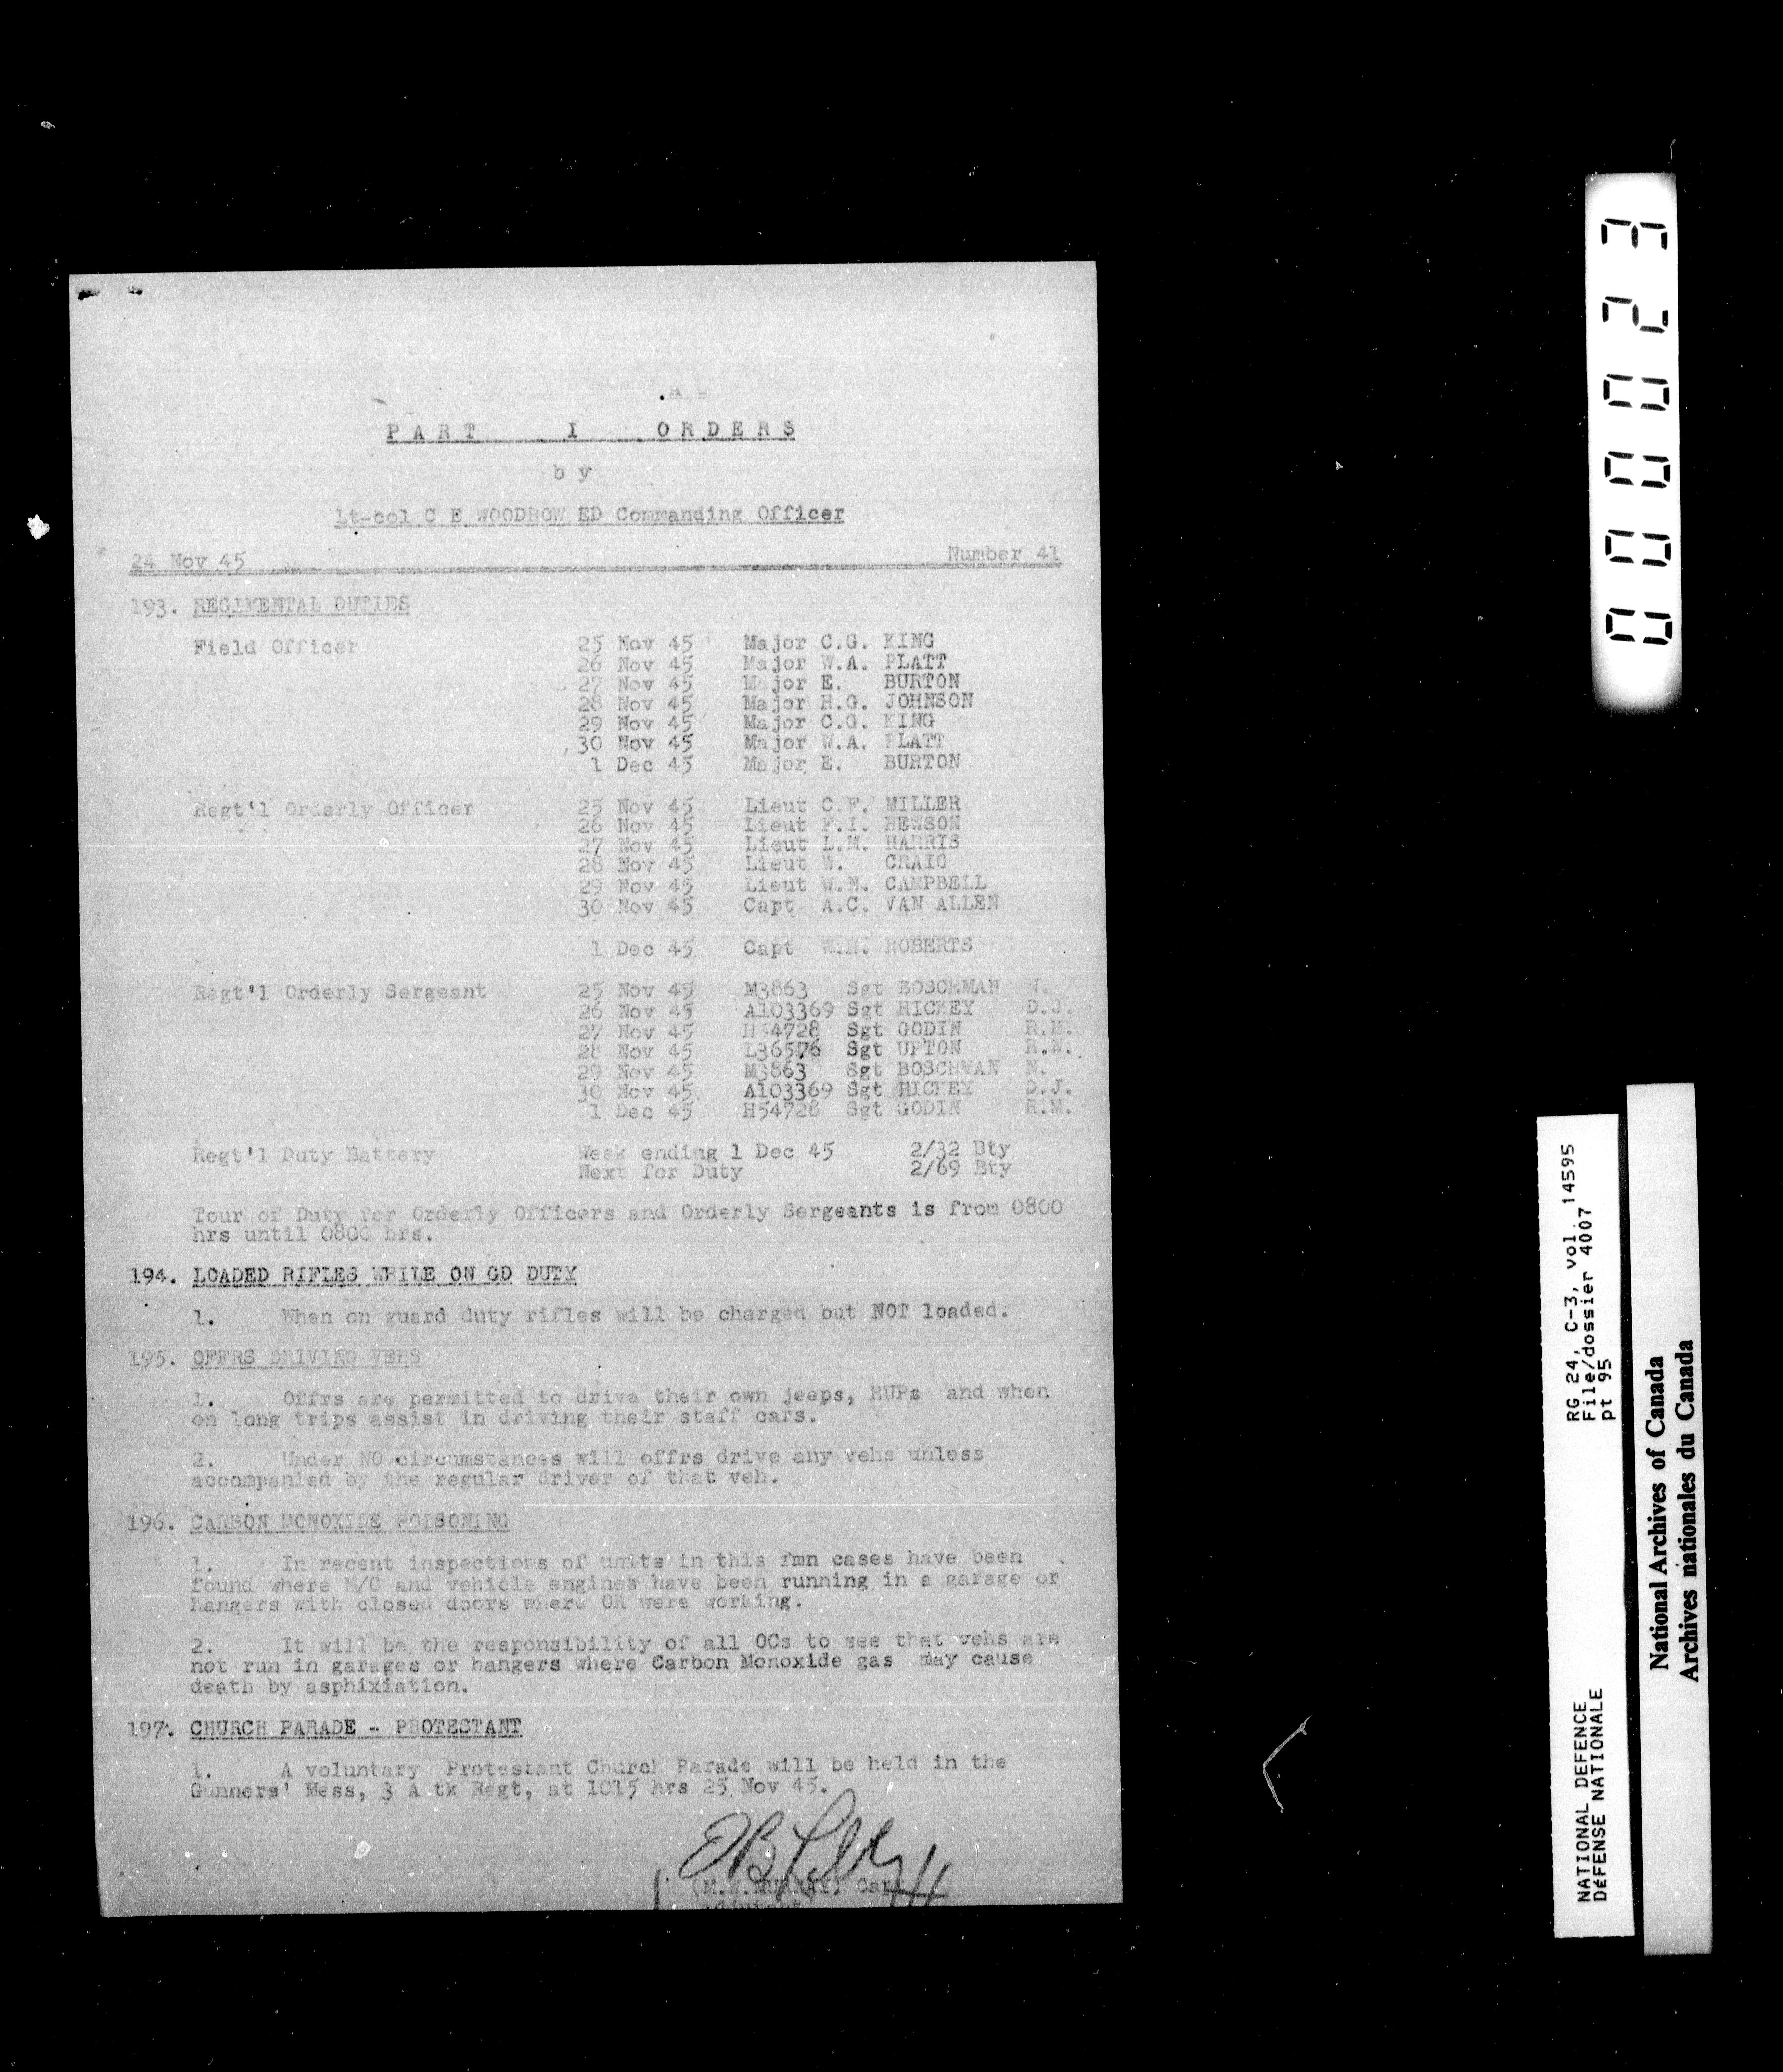 PART I ORDERS
by
Lt-col C E WOODROW ED Commanding Officer
24 Nov 45 Number 41
193. REGIMENTAL DUTIES
Field Officer 25 Nov 45 Major C.G. KING
26 Nov 45 Major W.A. PLATT
27 Nov 45 Major E. BURTON
28 Nov 45 Major H.G. JOHNSON
29 Nov 45 Major C.G. KING
30 Nov 45 Major W.A. PLATT
1 Dec 45 Major E. BURTON
Regt'l Orderly Officer 25 Nov 45 Lieut C.F. MILLER
26 Nov 45 Lieut F.I. HEWSON
27 Nov 45 Lieut L.M. HARRIS
28 Nov 45 Lieut W. CRAIG
29 Nov 45 Lieut W.N. CAMPBELL
30 Nov 45 Capt A.C. VAN ALLEN
1 Dec 45 Capt ROBERTS
Regt'l Orderly Sergeant 25 Nov 45 M3863 Sgt BOSCHMAN N.
26 Nov 45 A103369 Sgt HICKEY D.J.
27 Nov 45 H54728 Sgt GODIN R.M.
28 Nov 45 L36576 Sgt UPTON R.W.
29 Nov 45 M3863 Sgt BOSCHMAN N.
30 Nov 45 A103369 Sgt HICKEY D.J.
1 Dec 45 H54728 Sgt GODIN R.M.
Regt'l Duty Battery Week ending 1 Dec 45 2/32 Bty
Next for Duty 2/69 Bty
Tour of Duty for Orderly Officers and Orderly Sergeants is from 0800
hrs until 0800 hrs.
194. LOADED RIFLES WHILE ON GD DUTY
1. When on guard duty rifles will be charged but NOT loaded.
195. OFFRS DRIVING VEHS
1. Offrs are permitted to drive their own jeeps, HUPs and when
on long trips assist in driving their staff cars.
2. Under NO circumstances will offrs drive any vehs unless
accompanied by the regular driver of that veh.
196. CARBON MONOXIDE POISONING
1. In recent inspections of units in this fmn cases have been
found where M/C and vehicle engines have been running in a garage or
hangers with closed doors where OR were working.
2. It will be the responsibility of all OCs to see that vehs are
not run in garages or hangers where Carbon Monoxide gas may cause
death by asphixiation.
197. CHURCH PARADE - PROTESTANT
1. A voluntary Protestant Church Parade will be held in the
Gunners' Mess, 3 A tk Regt, at 1015 hrs 25 Nov 45.
000023
RG 24, C-3, vol. 14595
File/dossier 4007
pt 95
NATIONAL DEFENCE
DÉFENSE NATIONALE
National Archives of Canada
Archives nationales du Canada